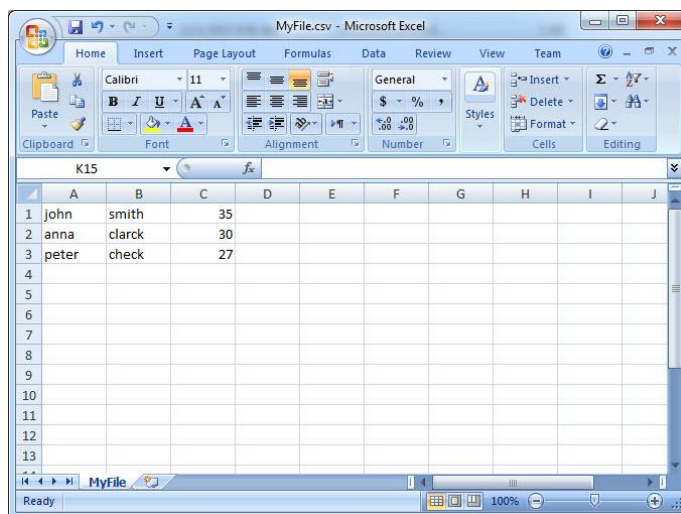 MyFile.csv - Microsoft Excel
Home Insert Page Layout Formulas Data Review View Team
Paste
Calibri 11
B I U A A
A
General
$ % ,
.00 .0
Styles
Insert
Delete
Format
Σ
Clipboard Font Alignment Number Cells Editing
K15 fx
A B C D E F G H I J
1 john smith 35
2 anna clarck 30
3 peter check 27
4
5
6
7
8
9
10
11
12
13
MyFile
Ready 100%